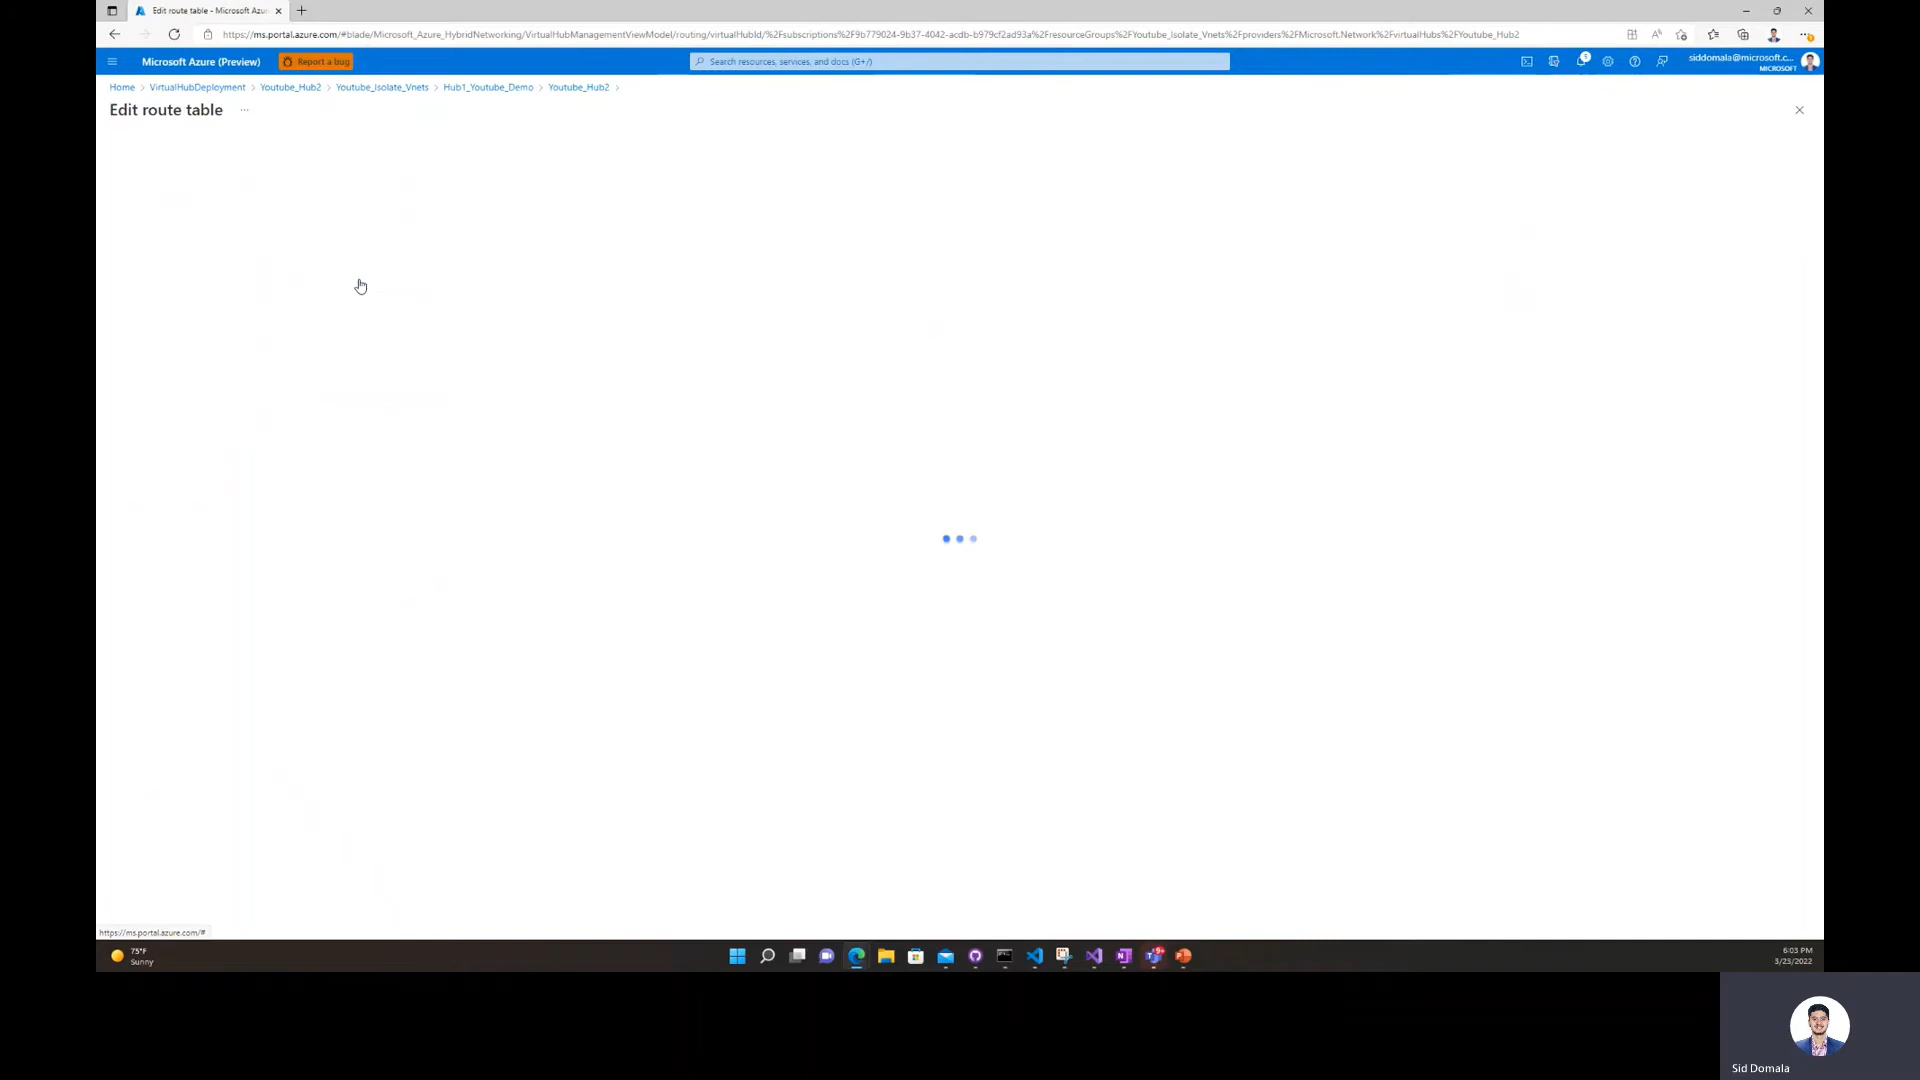 Edit route table - Microsoft Azu
https://ms.portal.azure.com/#blade/Microsoft_Azure_HybridNetworking/VirtualHubManagementViewModel/routing/virtualHubId/%2Fsubscriptions%2F9b779024-9b37-4042-acdb-b979cf2ad93a%2FresourceGroups%2FYoutube_Isolate_Vnets%2Fproviders%2FMicrosoft.Network%2FvirtualHubs%2FYoutube_Hub2
Microsoft Azure (Preview) Report a bug Search resources, services, and docs (G+/) 5 siddomala@microsoft.c...
MICROSOFT
Home > VirtualHubDeployment > Youtube_Hub2 > Youtube_Isolate_Vnets > Hub1_Youtube_Demo > Youtube_Hub2 >
Edit route table ...
https://ms.portal.azure.com/#
75°F
Sunny
9+
6:03 PM
3/23/2022
Sid Domala